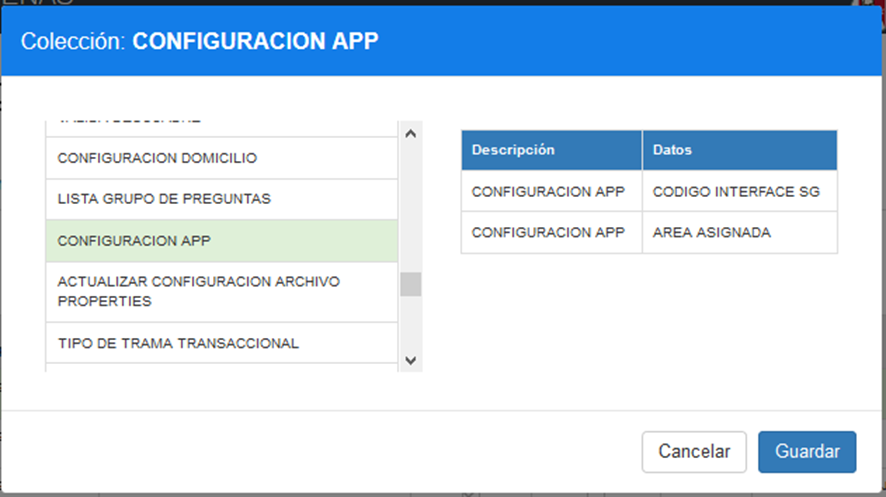 Colección: CONFIGURACION APP
CONFIGURACION DOMICILIO
LISTA GRUPO DE PREGUNTAS
CONFIGURACION APP
ACTUALIZAR CONFIGURACION ARCHIVO
PROPERTIES
TIPO DE TRAMA TRANSACCIONAL
Descripción Datos
CONFIGURACION APP CODIGO INTERFACE SG
CONFIGURACION APP AREA ASIGNADA
Cancelar Guardar